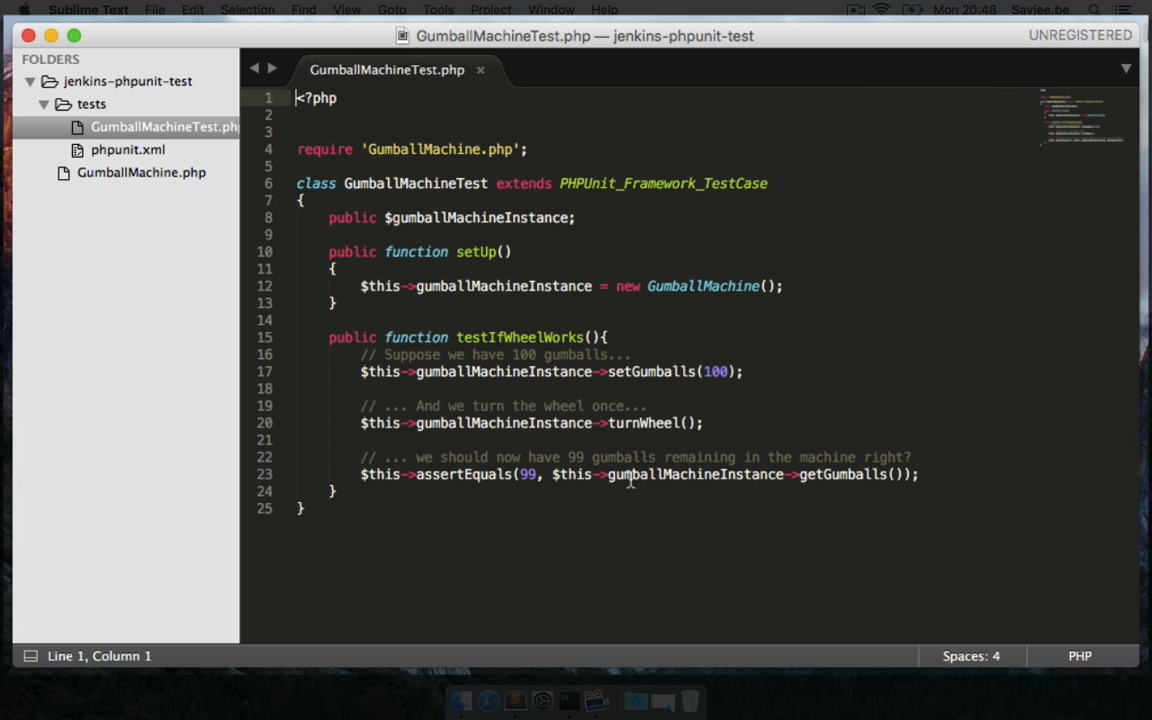 Sublime Text File Edit Selection Find View Goto Tools Project Window Help Mon 20:48 Saviee.be
GumballMachineTest.php — jenkins-phpunit-test UNREGISTERED
FOLDERS
jenkins-phpunit-test
tests
GumballMachineTest.php
phpunit.xml
GumballMachine.php
GumballMachineTest.php ×
1 <?php
2
3
4 require 'GumballMachine.php';
5
6 class GumballMachineTest extends PHPUnit_Framework_TestCase
7 {
8 public $gumballMachineInstance;
9
10 public function setUp()
11 {
12 $this->gumballMachineInstance = new GumballMachine();
13 }
14
15 public function testIfWheelWorks(){
16 // Suppose we have 100 gumballs...
17 $this->gumballMachineInstance->setGumballs(100);
18
19 // ... And we turn the wheel once...
20 $this->gumballMachineInstance->turnWheel();
21
22 // ... we should now have 99 gumballs remaining in the machine right?
23 $this->assertEquals(99, $this->gumballMachineInstance->getGumballs());
24 }
25 }
Line 1, Column 1 Spaces: 4 PHP